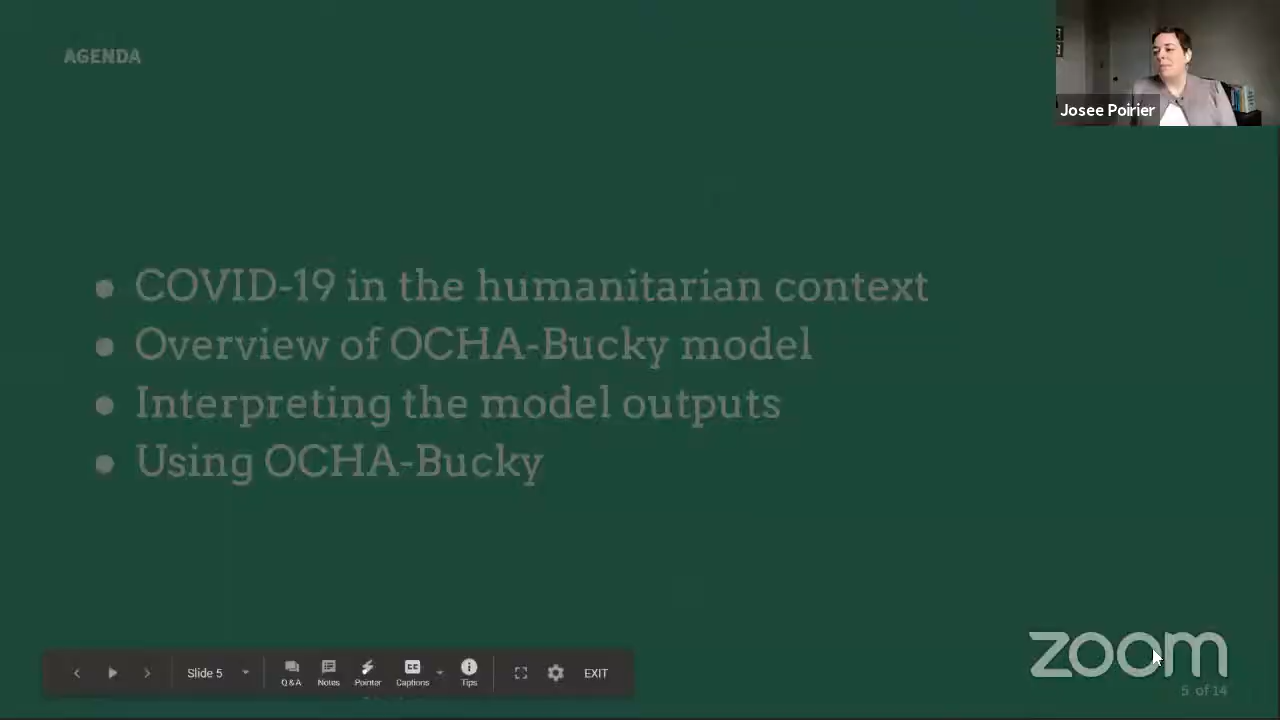 AGENDA
Josee Poirier
• COVID-19 in the humanitarian context
• Overview of OCHA-Bucky model
• Interpreting the model outputs
• Using OCHA-Bucky
Slide 5
Q&A
Notes
Pointer
CC
Captions
Tips
EXIT
zoom
5 of 14